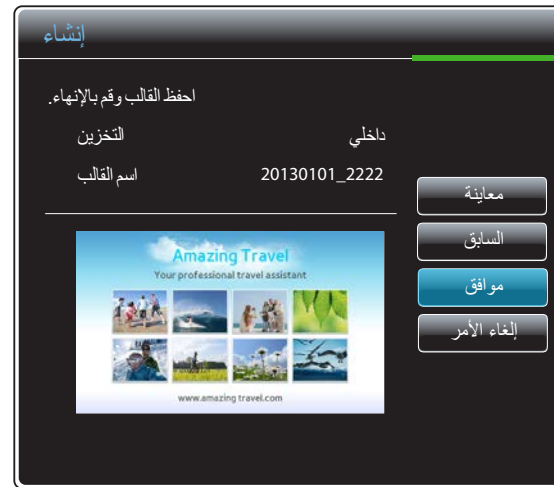 إنشاء
احفظ القالب وقم بالإنهاء.
التخزين داخلي
اسم القالب 20130101_2222
Amazing Travel
Your professional travel assistant
www.amazing travel.com
معاينة
السابق
موافق
إلغاء الأمر